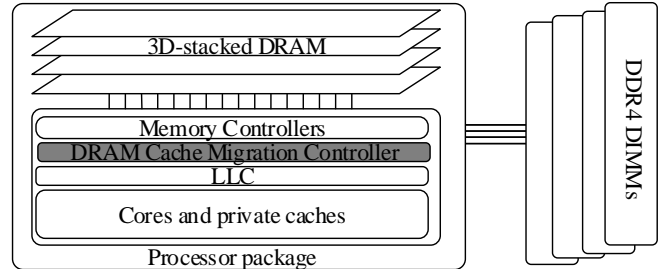 3D-stacked DRAM
Memory Controllers
DRAM Cache Migration Controller
LLC
Cores and private caches
Processor package
DDR4 DIMMs